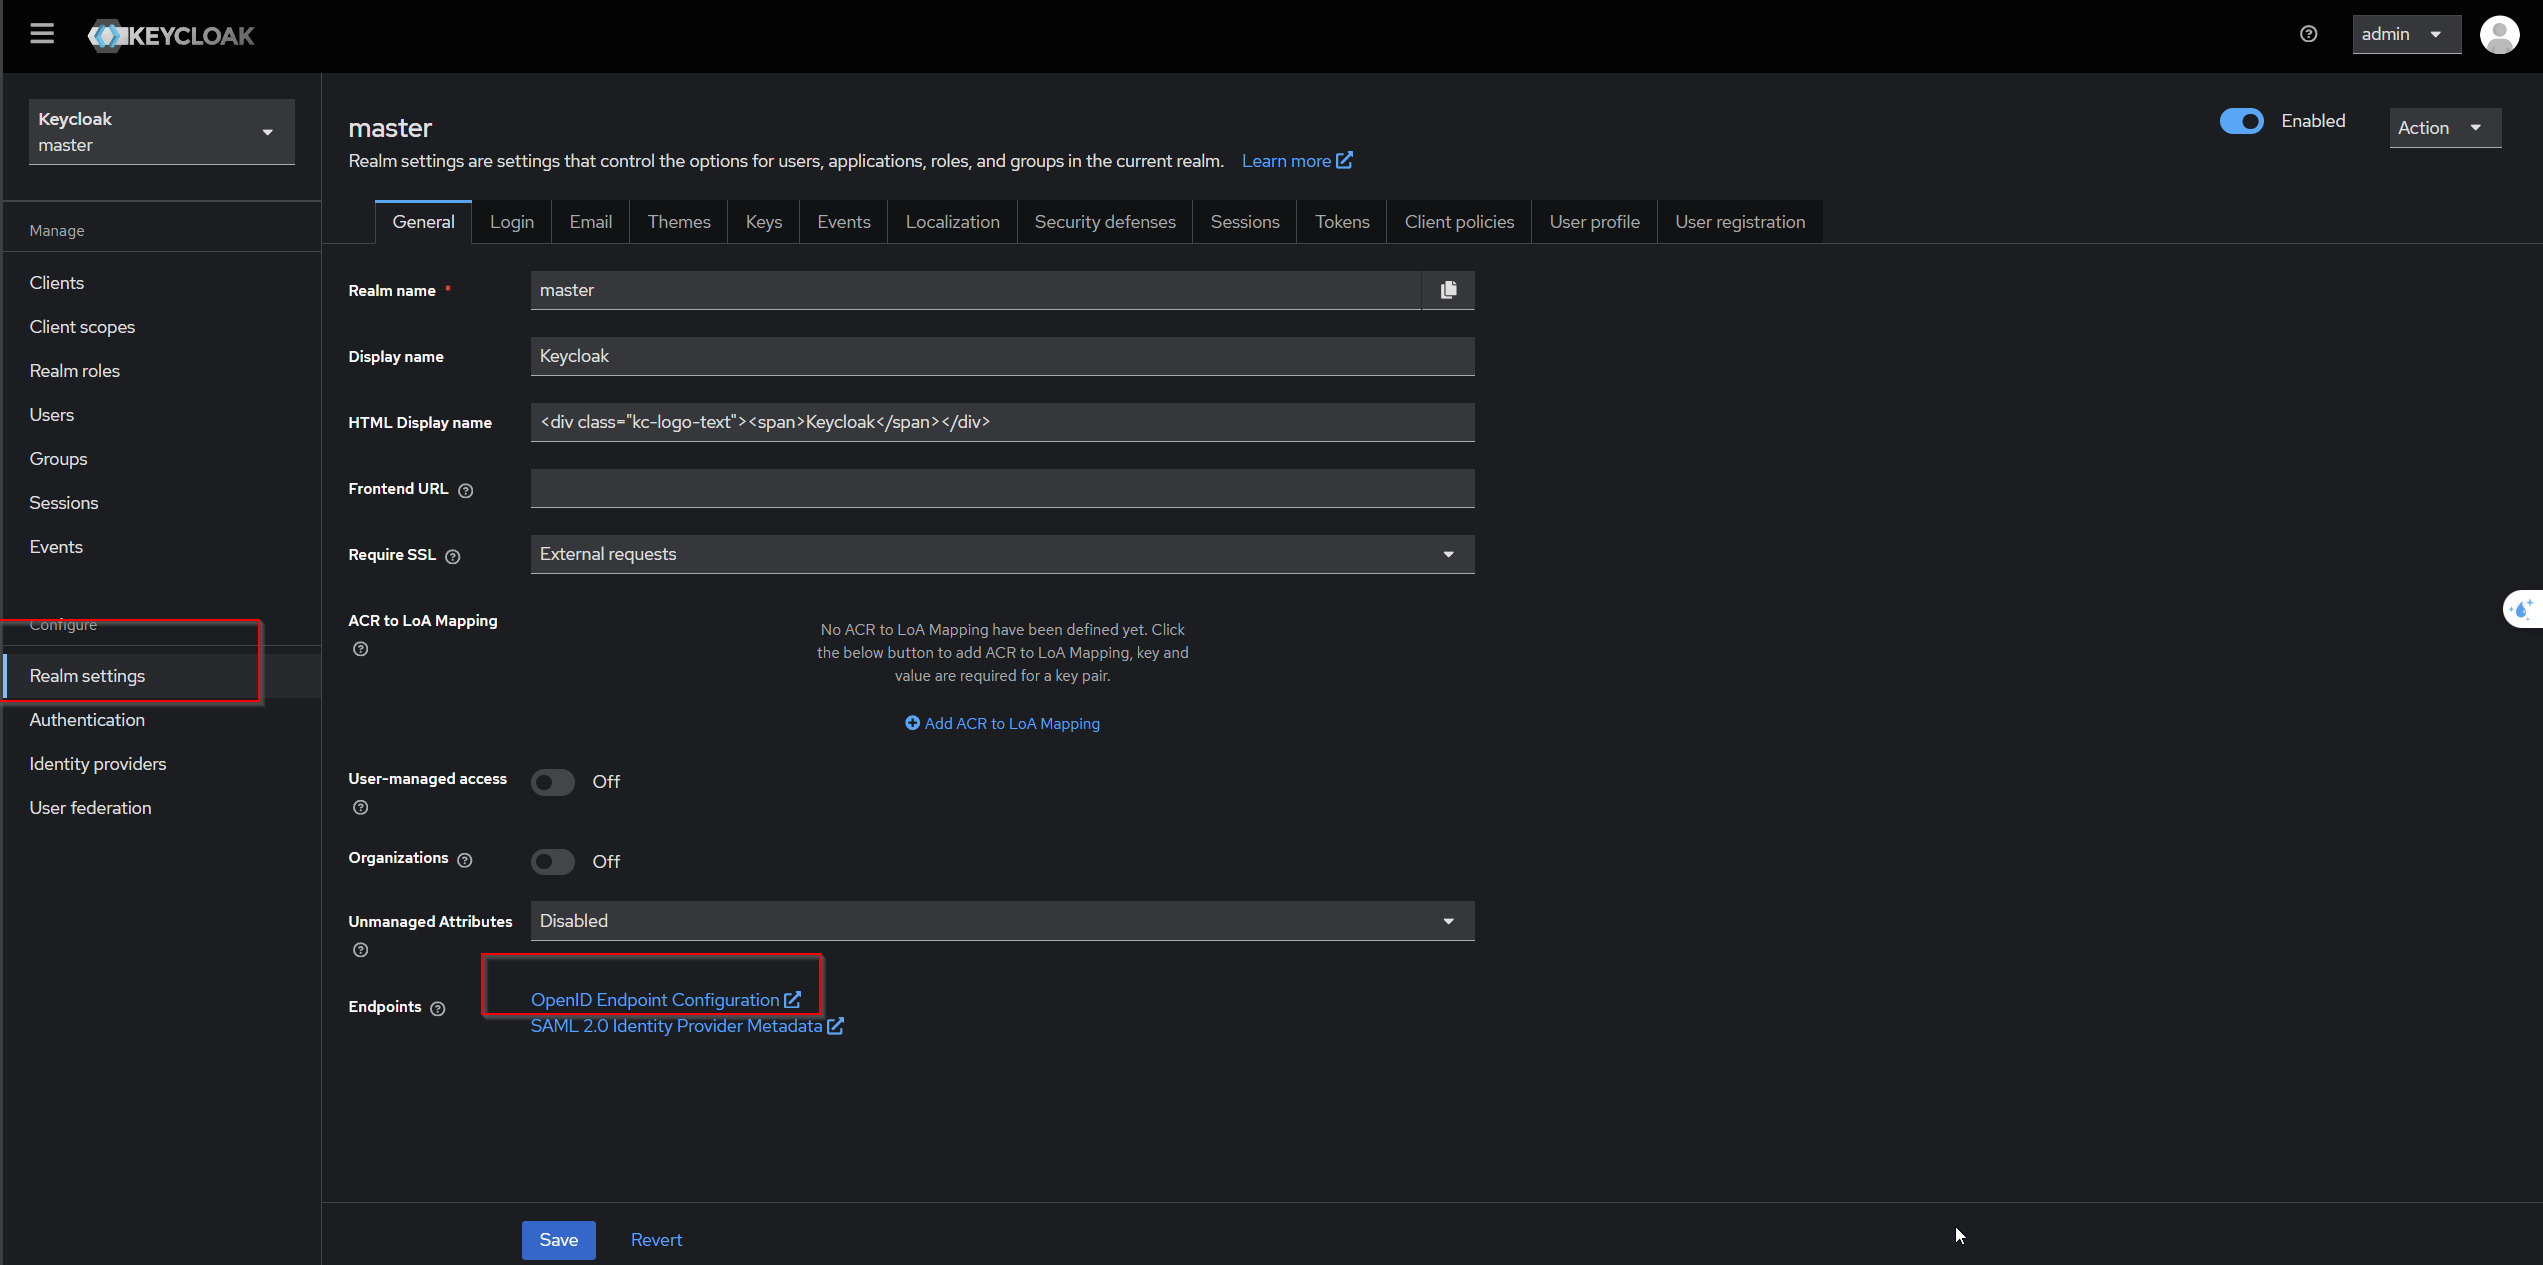 KEYCLOAK
admin
Keycloak
master
Manage
Clients
Client scopes
Realm roles
Users
Groups
Sessions
Events
Configure
Realm settings
Authentication
Identity providers
User federation
master
Enabled
Action
Realm settings are settings that control the options for users, applications, roles, and groups in the current realm. Learn more
General Login Email Themes Keys Events Localization Security defenses Sessions Tokens Client policies User profile User registration
Realm name * master
Display name Keycloak
HTML Display name <div class="kc-logo-text"><span>Keycloak</span></div>
Frontend URL
Require SSL External requests
ACR to LoA Mapping
No ACR to LoA Mapping have been defined yet. Click
the below button to add ACR to LoA Mapping, key and
value are required for a key pair.
Add ACR to LoA Mapping
User-managed access Off
Organizations Off
Unmanaged Attributes Disabled
Endpoints OpenID Endpoint Configuration
SAML 2.0 Identity Provider Metadata
Save Revert